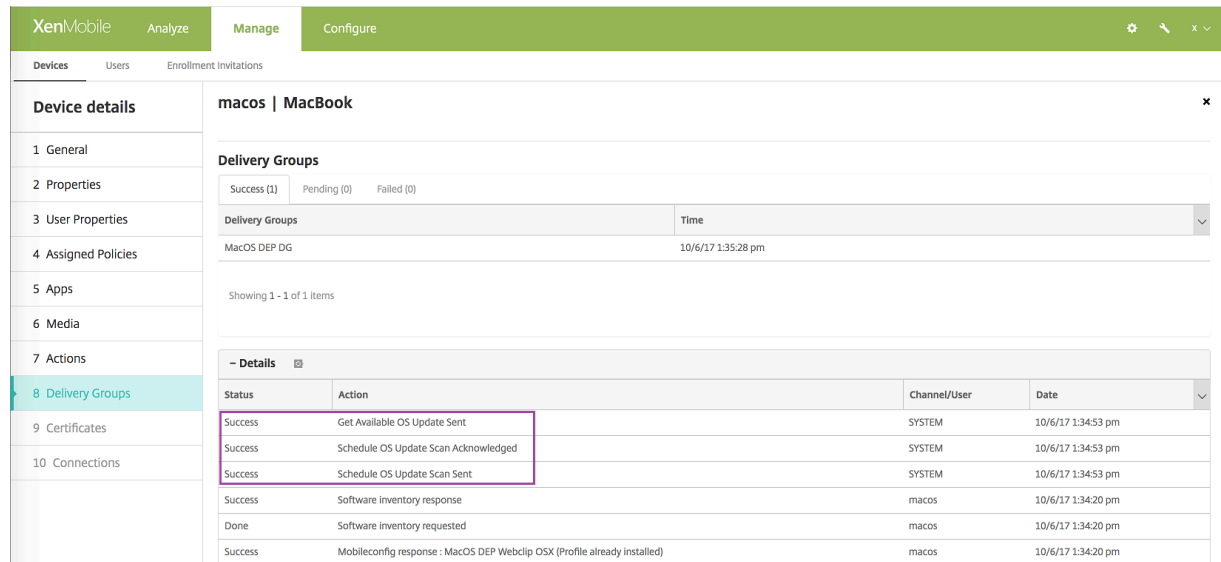 XenMobile Analyze Manage Configure x
Devices Users Enrollment Invitations
Device details
1 General
2 Properties
3 User Properties
4 Assigned Policies
5 Apps
6 Media
7 Actions
8 Delivery Groups
9 Certificates
10 Connections
macos | MacBook
Delivery Groups
Success (1) Pending (0) Failed (0)
Delivery Groups Time
MacOS DEP DG 10/6/17 1:35:28 pm
Showing 1 - 1 of 1 items
– Details
Status Action Channel/User Date
Success Get Available OS Update Sent SYSTEM 10/6/17 1:34:53 pm
Success Schedule OS Update Scan Acknowledged SYSTEM 10/6/17 1:34:53 pm
Success Schedule OS Update Scan Sent SYSTEM 10/6/17 1:34:53 pm
Success Software inventory response macos 10/6/17 1:34:20 pm
Done Software inventory requested macos 10/6/17 1:34:20 pm
Success Mobileconfig response : MacOS DEP Webclip OSX (Profile already installed) macos 10/6/17 1:34:20 pm